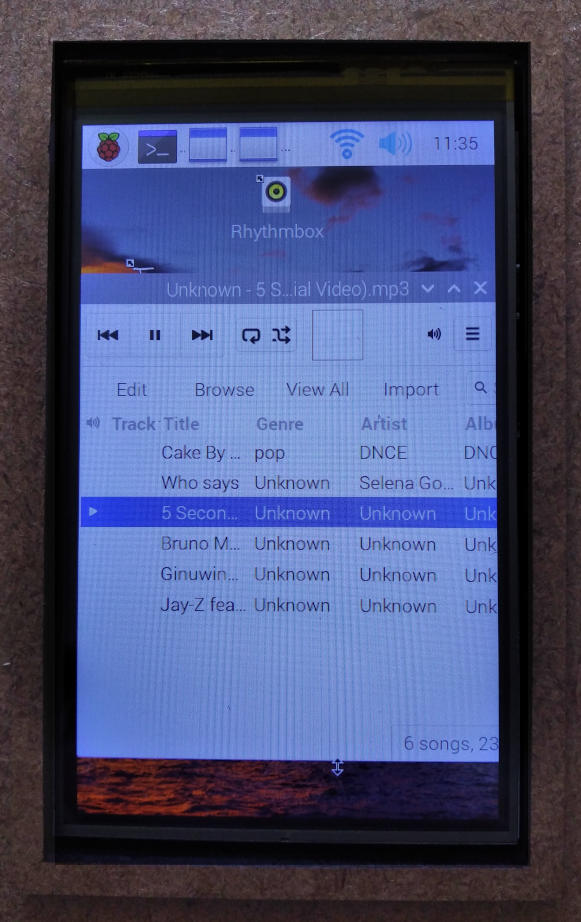 11:35
Rhythmbox
Unknown - 5 S...ial Video).mp3
Edit Browse View All Import
Track Title Genre Artist Albu
Cake By ... pop DNCE DNC
Who says Unknown Selena Go... Unk
5 Secon... Unknown Unknown Unk
Bruno M... Unknown Unknown Unk
Ginuwin... Unknown Unknown Unk
Jay-Z fea... Unknown Unknown Unk
6 songs, 23